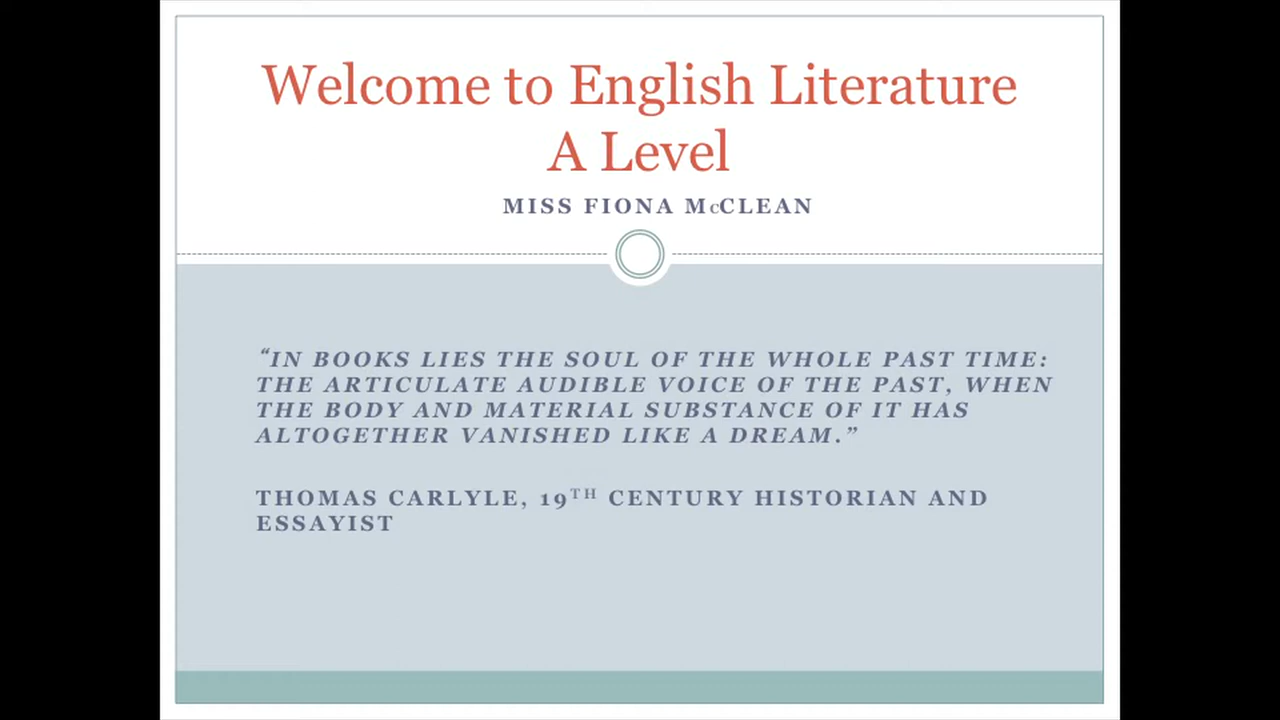 Welcome to English Literature
A Level
MISS FIONA McCLEAN
“IN BOOKS LIES THE SOUL OF THE WHOLE PAST TIME:
THE ARTICULATE AUDIBLE VOICE OF THE PAST, WHEN
THE BODY AND MATERIAL SUBSTANCE OF IT HAS
ALTOGETHER VANISHED LIKE A DREAM.”
THOMAS CARLYLE, 19TH CENTURY HISTORIAN AND
ESSAYIST